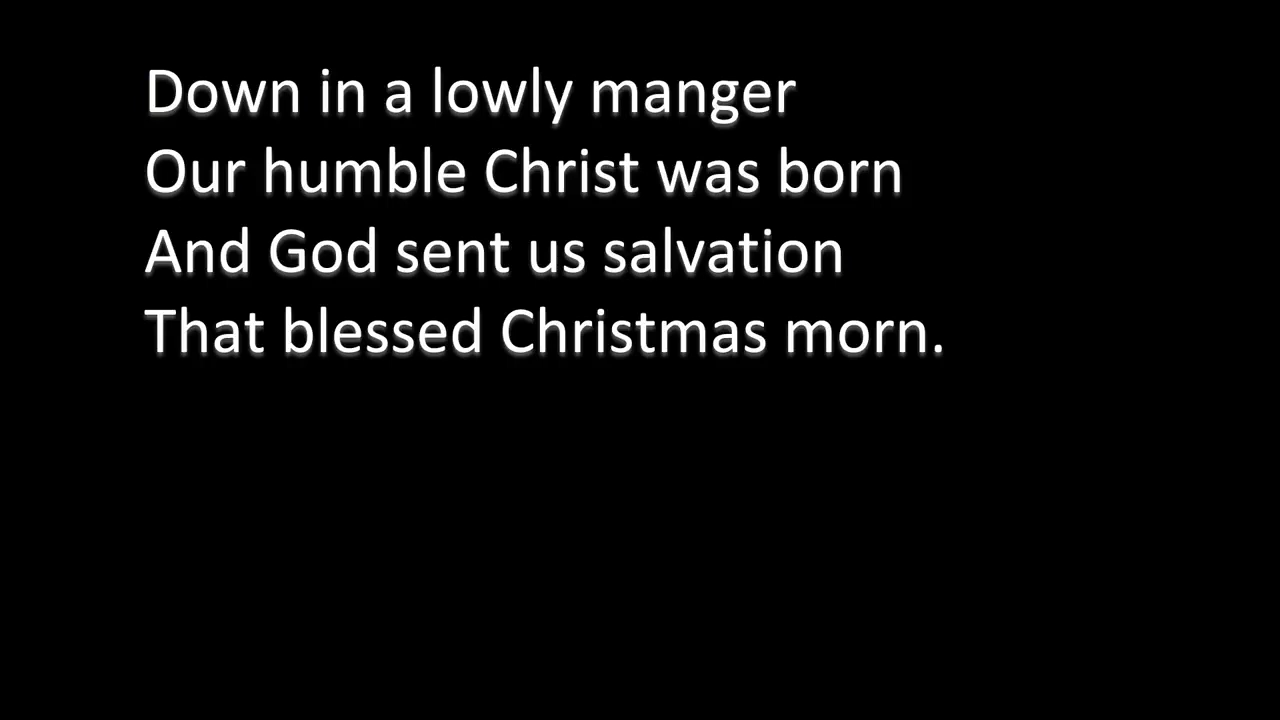 Down in a lowly manger
Our humble Christ was born
And God sent us salvation
That blessed Christmas morn.